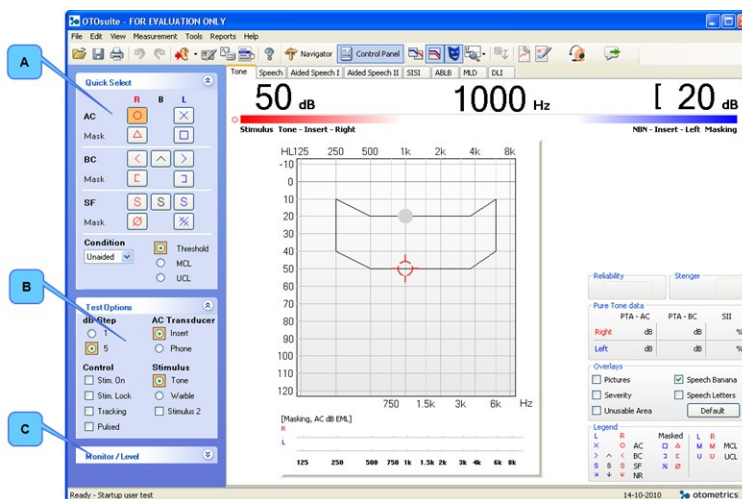 OTOsuite - FOR EVALUATION ONLY
File Edit View Measurement Tools Reports Help
Navigator Control Panel
Tone Speech Aided Speech I Aided Speech II SISI ABLB MLD DLI
50 dB 1000 Hz [ 20 dB
Stimulus Tone - Insert - Right NBN - Insert - Left Masking
A
Quick Select
R B L
AC
Mask
BC
Mask
SF S S S
Mask
Condition
Unaided
Threshold
MCL
UCL
B
Test Options
dB Step AC Transducer
1 Insert
5 Phone
Control Stimulus
Stim. On Tone
Stim. Lock Warble
Tracking Stimulus 2
Pulsed
C
Monitor / Level
HL125 250 500 1k 2k 4k 8k
-10
0
10
20
30
40
50
60
70
80
90
100
110
120
750 1.5k 3k 6k Hz
[Masking, AC dB EML]
R
L
125 250 500 750 1k 1.5k 2k 3k 4k 6k 8k
Reliability Stenger
Pure Tone data
PTA - AC PTA - BC SII
Right dB dB %
Left dB dB %
Overlays
Pictures Speech Banana
Severity Speech Letters
Unusable Area Default
Legend
L R Masked L R
AC M M MCL
BC U U UCL
S S S SF
NR
Ready - Startup user test 14-10-2010 otometrics